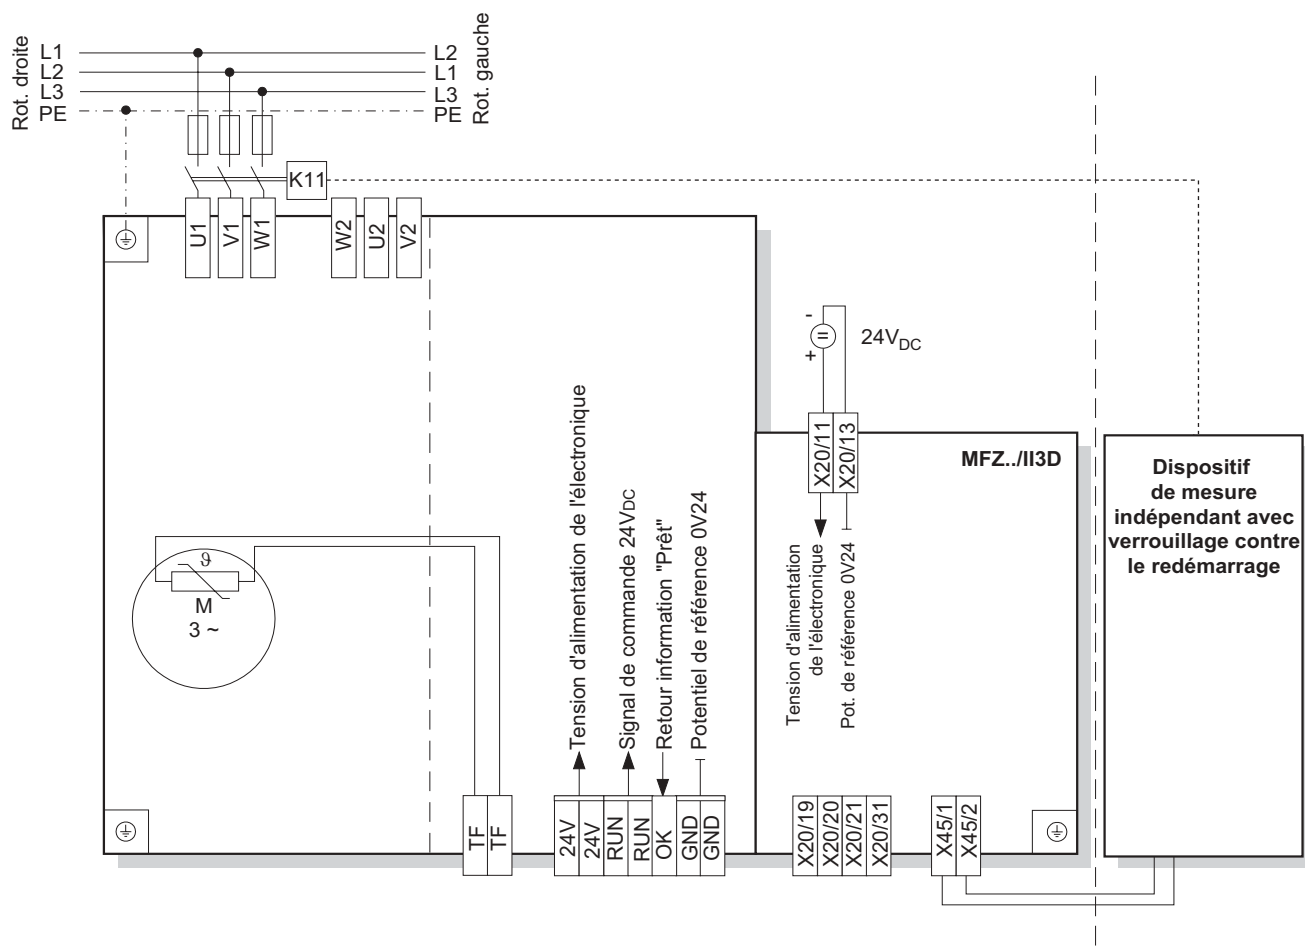 Rot. droite
L1
L2
L3
PE
L2
L1
L3
PE
Rot. gauche
K11
U1
V1
W1
W2
U2
V2
-
+
=
24VDC
X20/11
X20/13
MFZ../II3D
Tension d'alimentation
de l'électronique
Pot. de référence 0V24
Dispositif
de mesure
indépendant avec
verrouillage contre
le redémarrage
ϑ
M
3 ~
Tension d'alimentation de l'électronique
Signal de commande 24VDC
Retour information "Prêt"
Potentiel de référence 0V24
TF
TF
24V
24V
RUN
RUN
OK
GND
GND
X20/19
X20/20
X20/21
X20/31
X45/1
X45/2